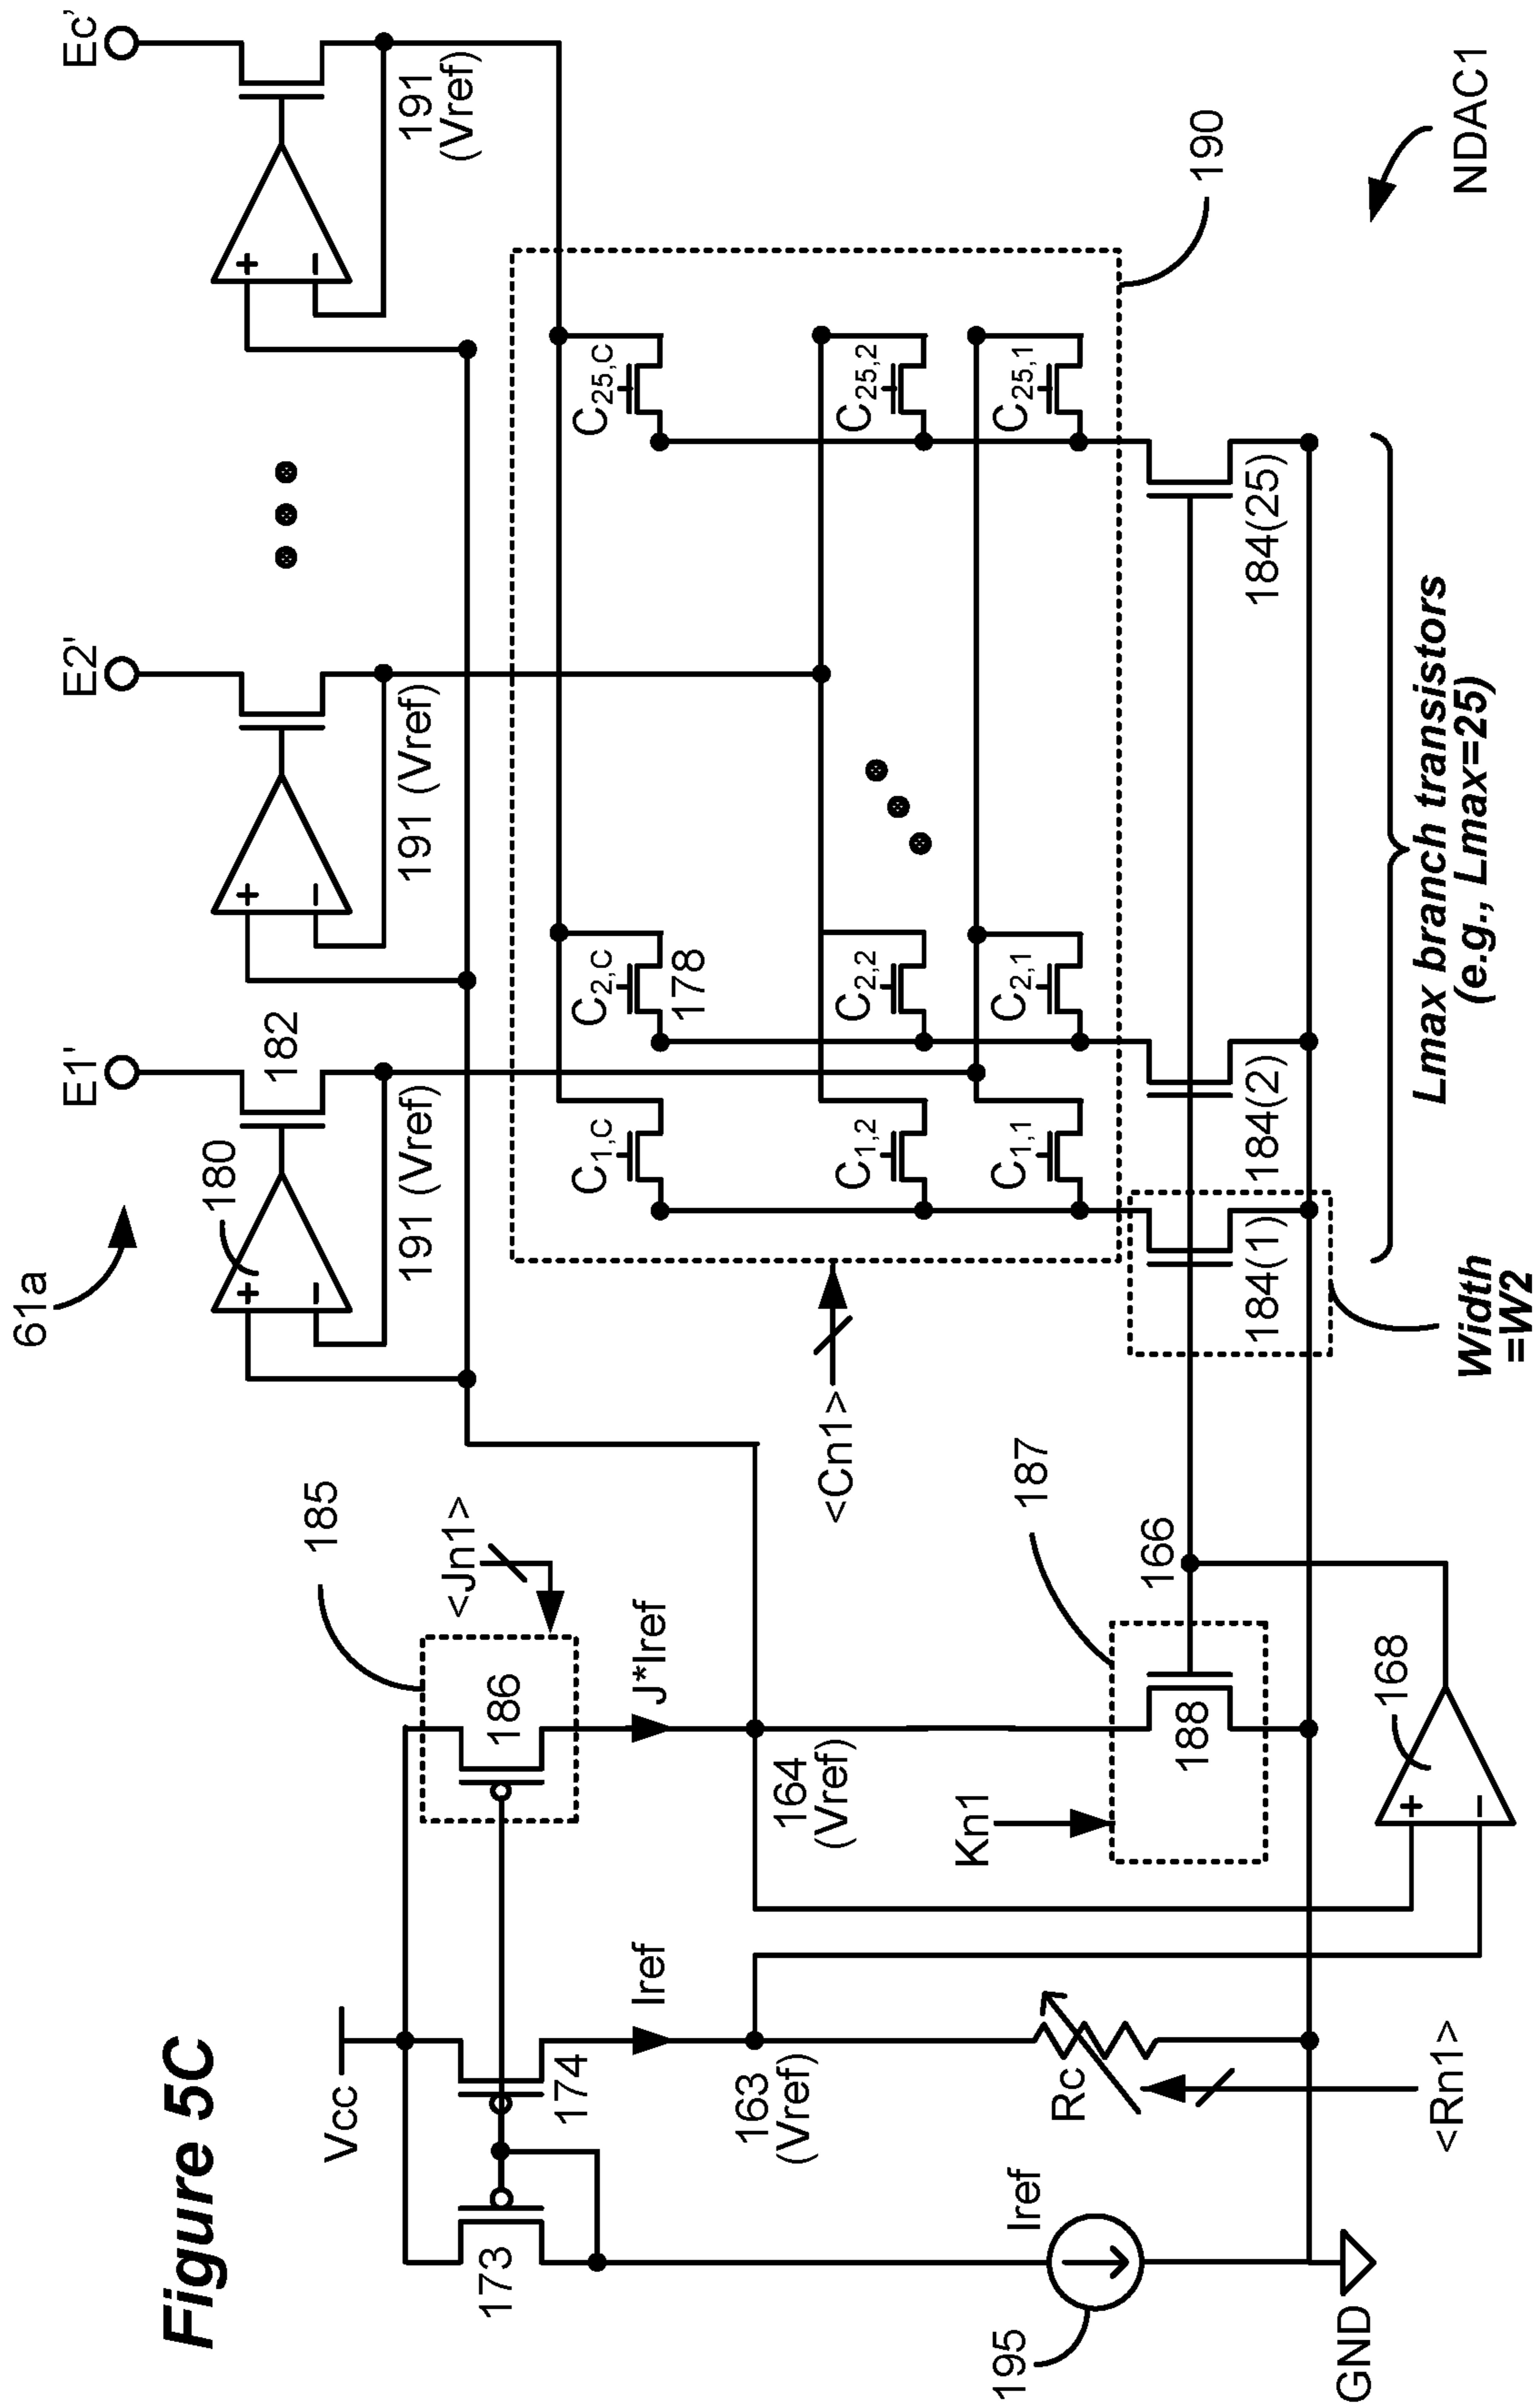 Figure 5C
Vcc
173
174
Iref
163
(Vref)
Rc
<Rn1>
Iref
195
GND
185
<Jn1>
186
J*Iref
164
(Vref)
Kn1
187
188
166
168
61a
E1'
E2'
Ec'
180
182
191 (Vref)
191 (Vref)
191
(Vref)
<Cn1>
C1,C
C2,C
178
C25,C
C1,2
C2,2
C25,2
C1,1
C2,1
C25,1
190
184(1)
184(2)
184(25)
Width
=W2
Lmax branch transistors
(e.g., Lmax=25)
NDAC1
+
−
+
−
+
−
+
−